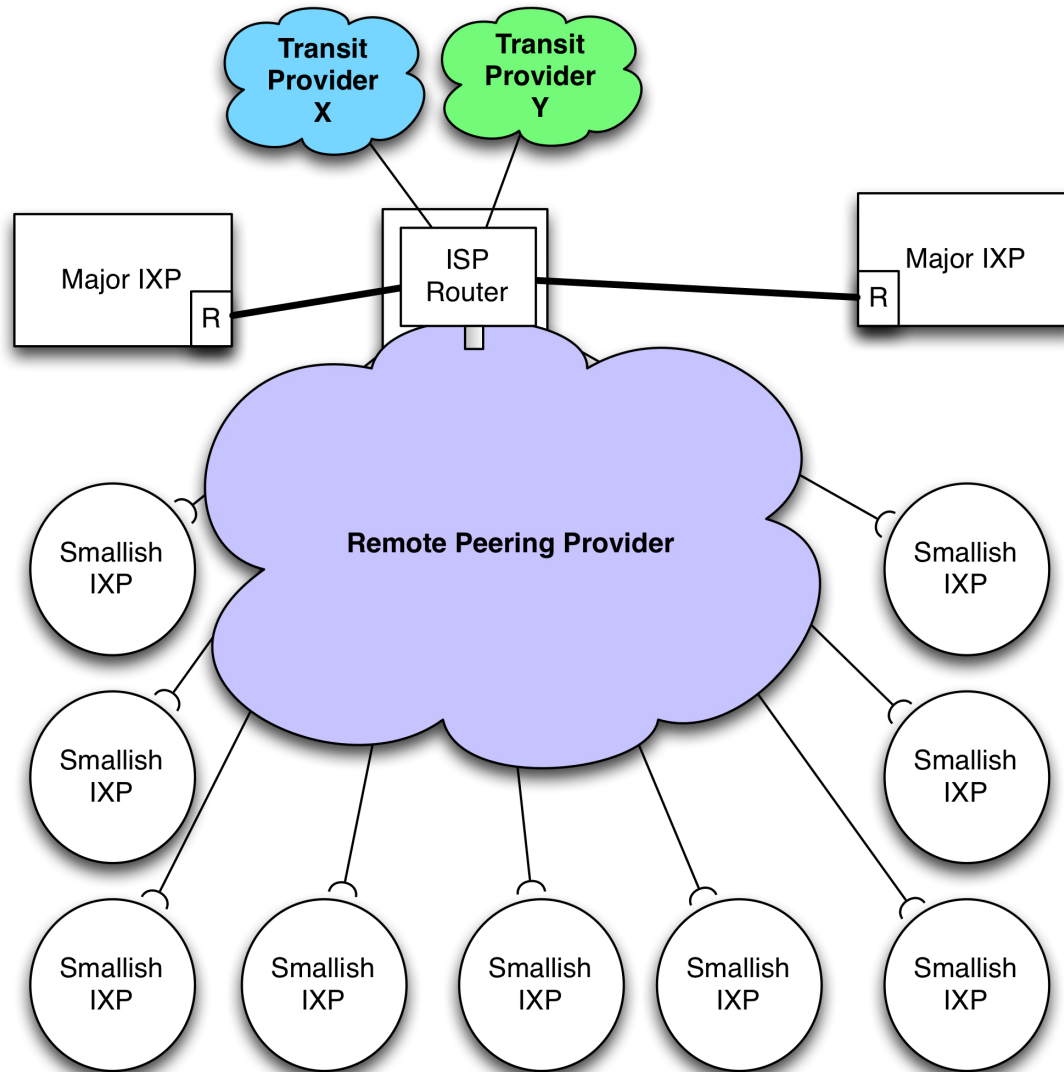 Transit
Provider
X
Transit
Provider
Y
Major IXP
R
ISP
Router
Major IXP
R
Remote Peering Provider
Smallish
IXP
Smallish
IXP
Smallish
IXP
Smallish
IXP
Smallish
IXP
Smallish
IXP
Smallish
IXP
Smallish
IXP
Smallish
IXP